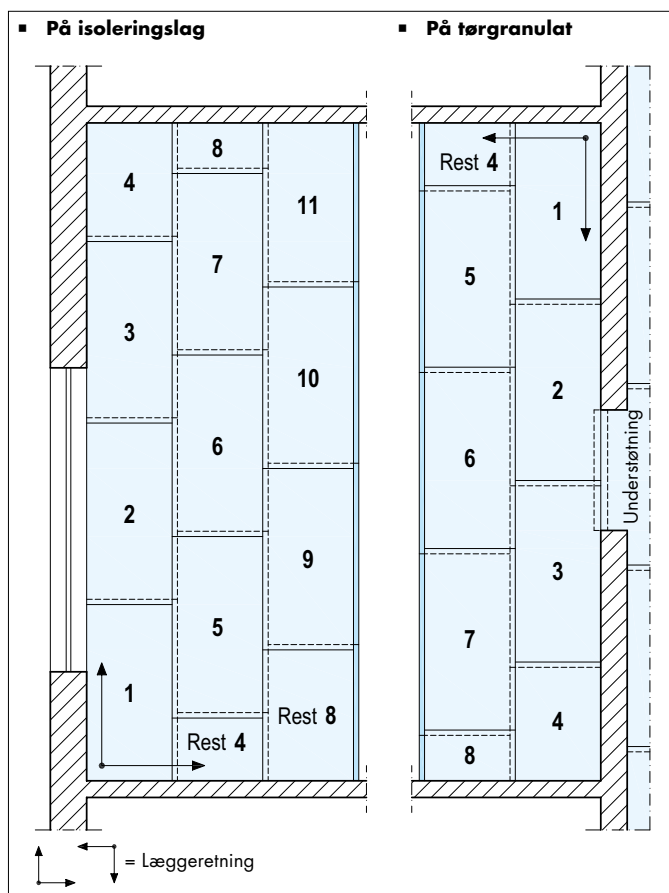 ▪ På isoleringslag
▪ På tørgranulat
4
3
2
1
8
7
6
5
Rest 4
11
10
9
Rest 8
Rest 4
5
6
7
8
1
2
3
4
Understøtning
= Læggeretning